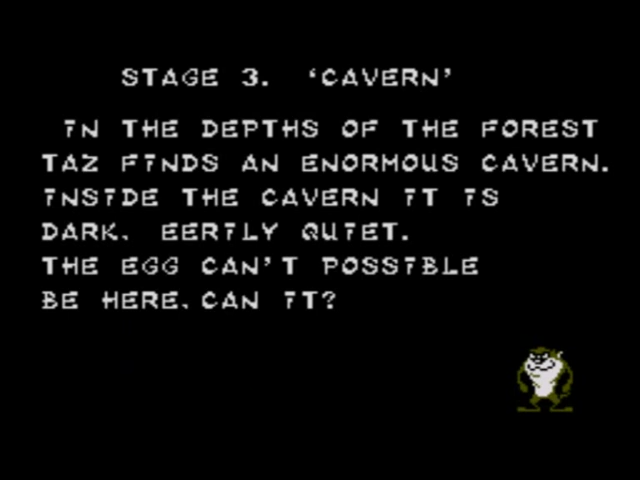 STAGE 3. 'CAVERN'
IN THE DEPTHS OF THE FOREST
TAZ FINDS AN ENORMOUS CAVERN.
INSIDE THE CAVERN IT IS
DARK. EERILY QUIET.
THE EGG CAN'T POSSIBLE
BE HERE.CAN IT?